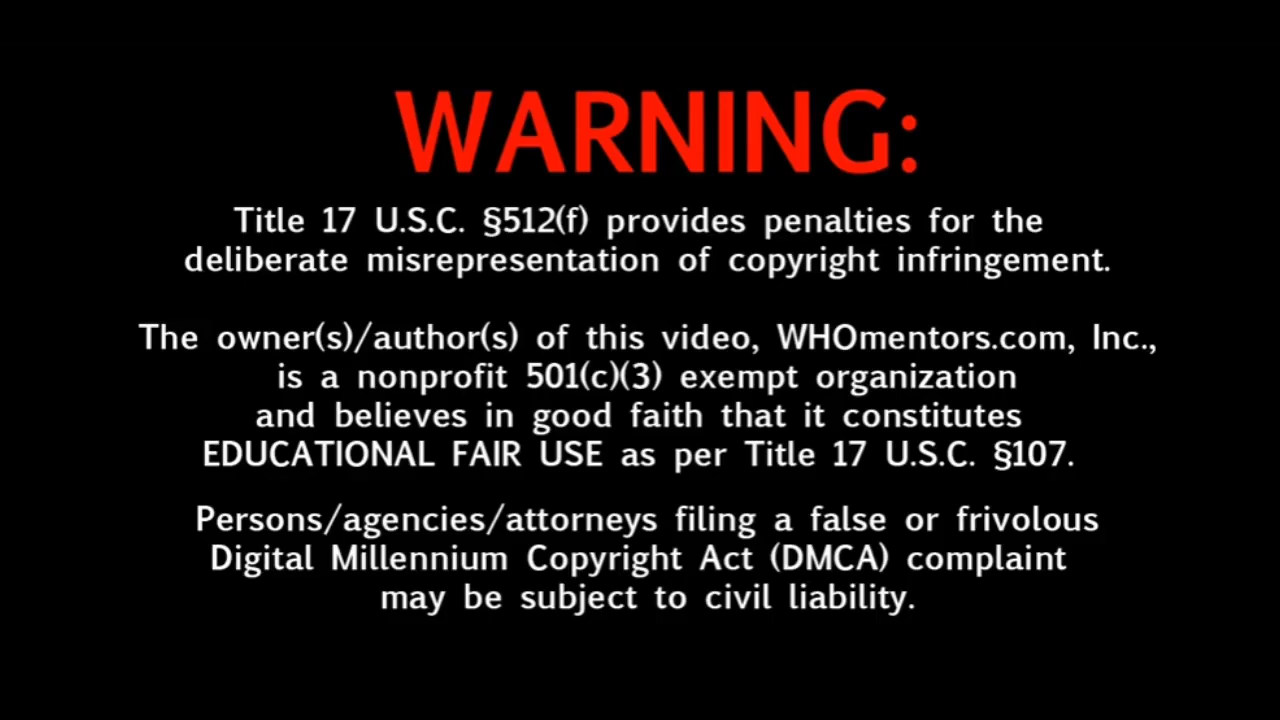 WARNING:
Title 17 U.S.C. §512(f) provides penalties for the
deliberate misrepresentation of copyright infringement.
The owner(s)/author(s) of this video, WHOmentors.com, Inc.,
is a nonprofit 501(c)(3) exempt organization
and believes in good faith that it constitutes
EDUCATIONAL FAIR USE as per Title 17 U.S.C. §107.
Persons/agencies/attorneys filing a false or frivolous
Digital Millennium Copyright Act (DMCA) complaint
may be subject to civil liability.